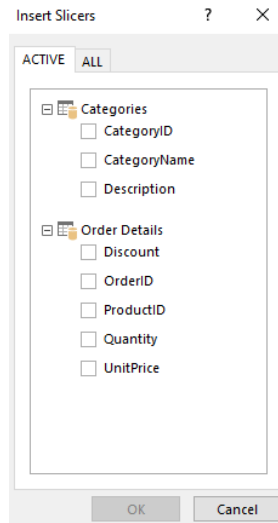 Insert Slicers ?
ACTIVE ALL
Categories
CategoryID
CategoryName
Description
Order Details
Discount
OrderID
ProductID
Quantity
UnitPrice
OK Cancel